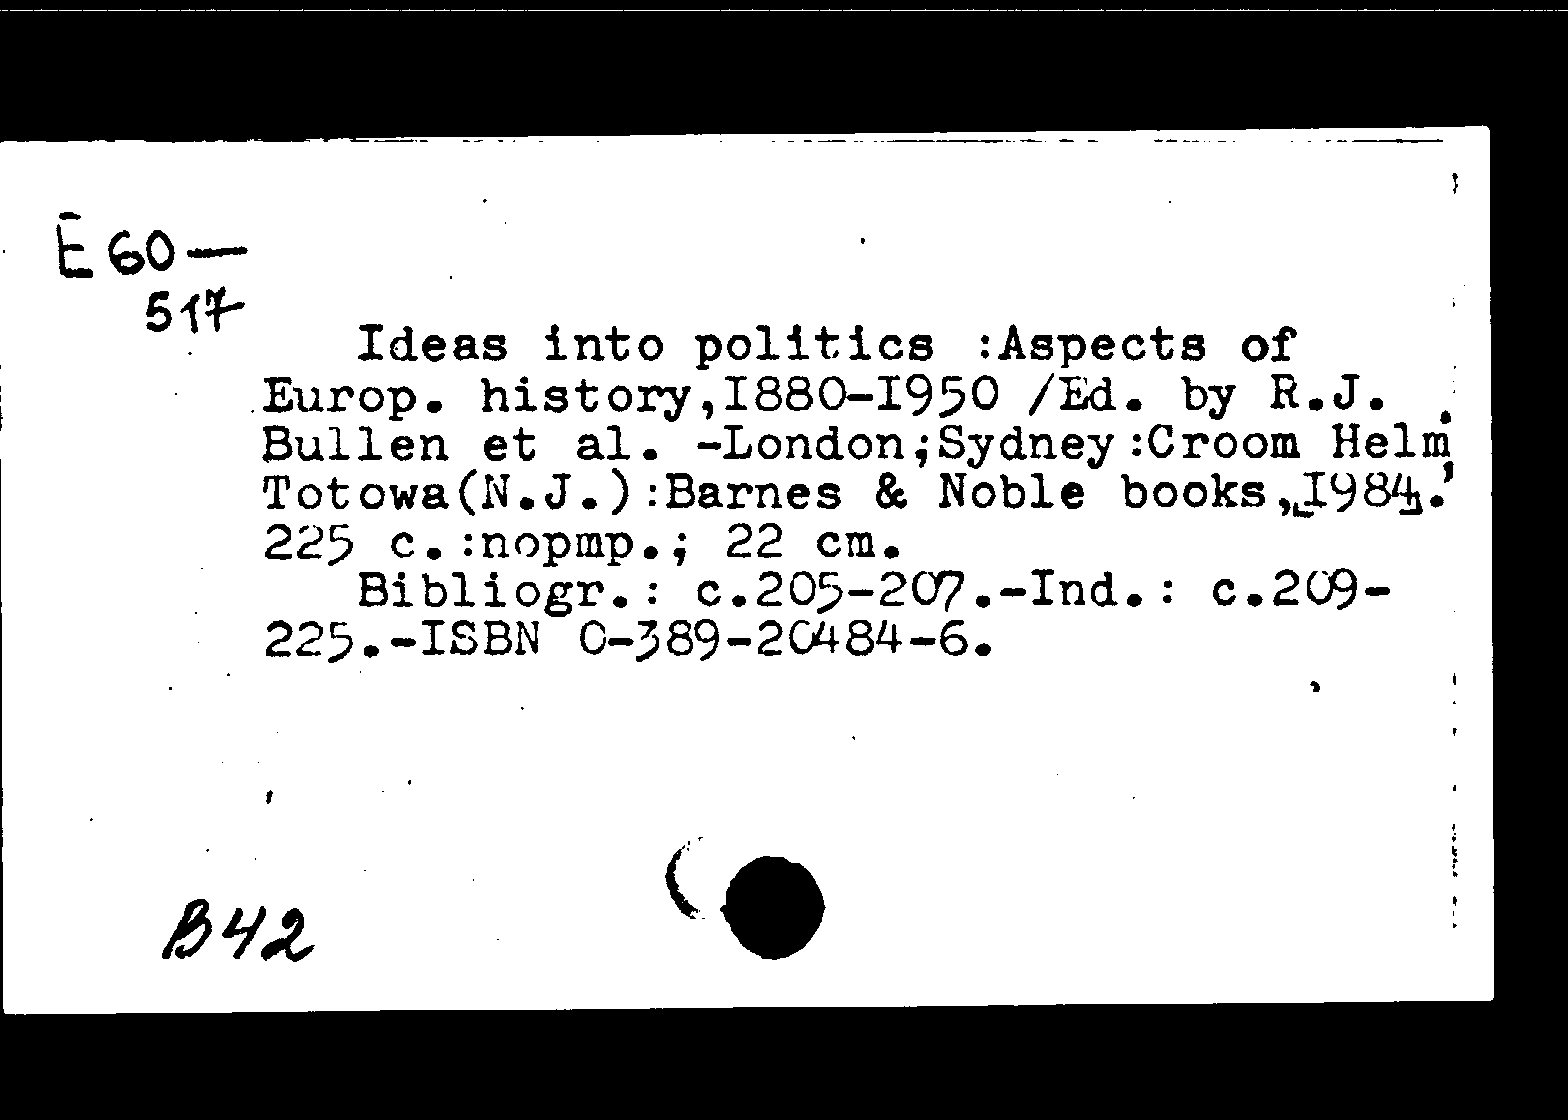 E 60—
517
Ideas into politics :Aspects of
Europ. history,I880-I950 /Ed. by R.J.
Bullen et al. -London;Sydney:Croom Helm;
Totowa(N.J.):Barnes & Noble books,[I984].
225 c.:портр.; 22 cm.
Bibliogr.: c.205-207.-Ind.: c.209-
225.-ISBN 0-389-20484-6.
B42